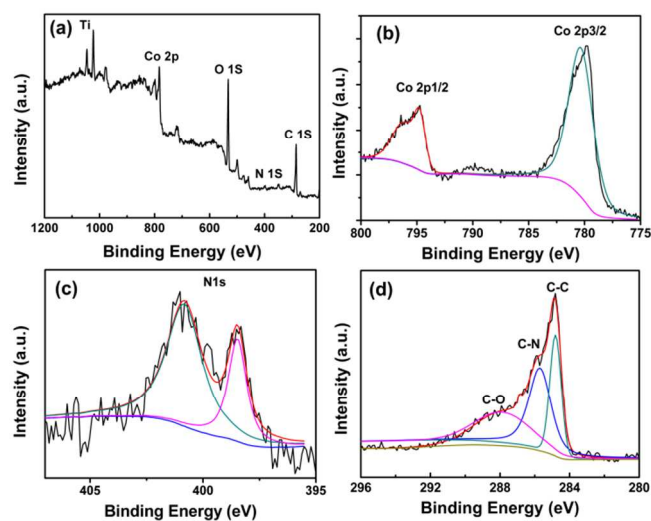 (a)
Ti
Co 2p
O 1S
N 1S
C 1S
Intensity (a.u.)
1200 1000 800 600 400 200
Binding Energy (eV)
(b)
Co 2p3/2
Co 2p1/2
Intensity (a.u.)
800 795 790 785 780 775
Binding Energy (eV)
(c)
N1s
Intensity (a.u.)
405 400 395
Binding Energy (eV)
(d)
C-C
C-N
C-O
Intensity (a.u.)
296 292 288 284 280
Binding Energy (eV)